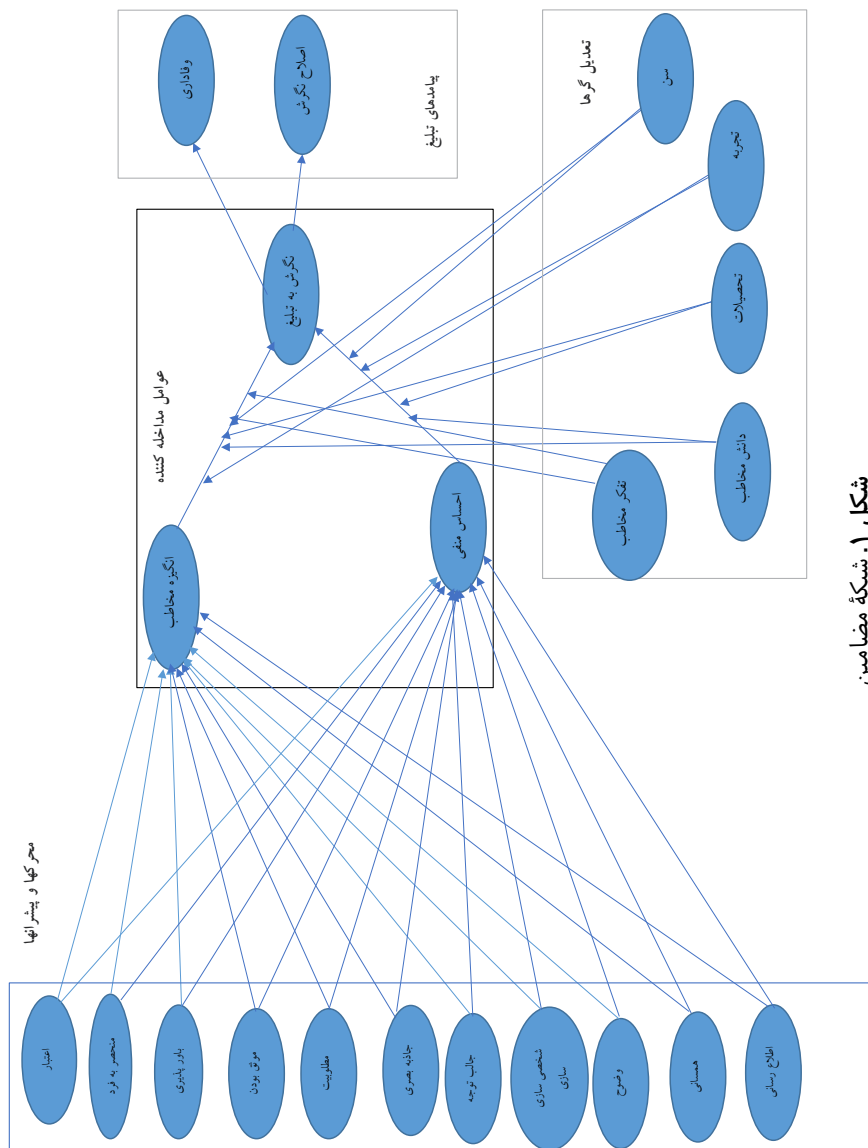 محرکها و پیشرانها
اعتبار
منحصر به فرد
باور پذیری
موثق بودن
مطلوبیت
جاذبه بصری
جالب توجه
شخصی سازی
سازی
وضوح
همسانی
اطلاع رسانی
عوامل مداخله کننده
انگیزه مخاطب
احساس منفی
نگرش به تبلیغ
پیامدهای تبلیغ
وفاداری
اصلاح نگرش
تعدیل گرها
سن
تجربه
تحصیلات
دانش مخاطب
تفکر مخاطب
شکل ۱. شبکۀ مضامین